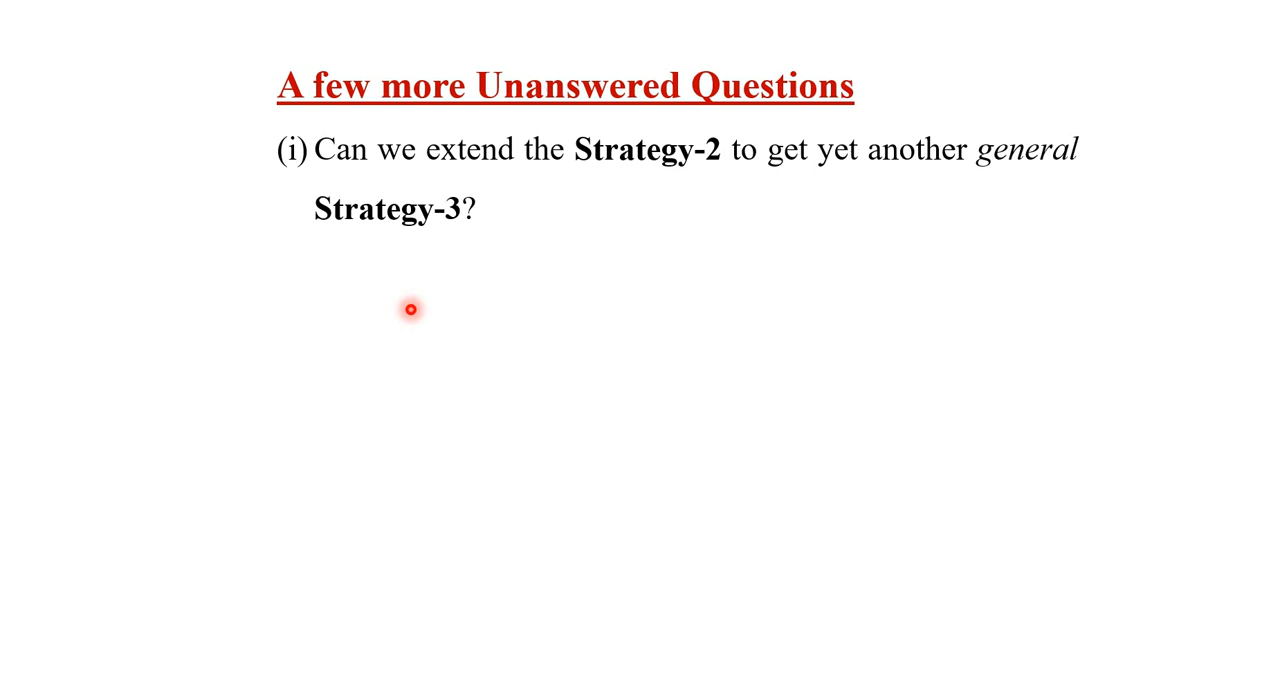 A few more Unanswered Questions
(i) Can we extend the Strategy-2 to get yet another general
Strategy-3?